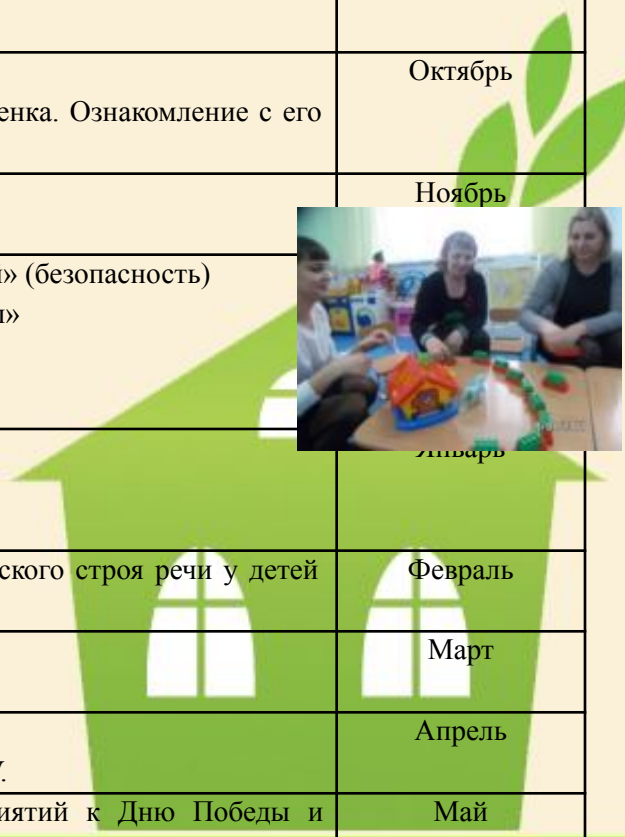 Октябрь
енка. Ознакомление с его
Ноябрь
» (безопасность)
»
Январь
ского строя речи у детей
Февраль
Март
Апрель
иятий к Дню Победы и
Май